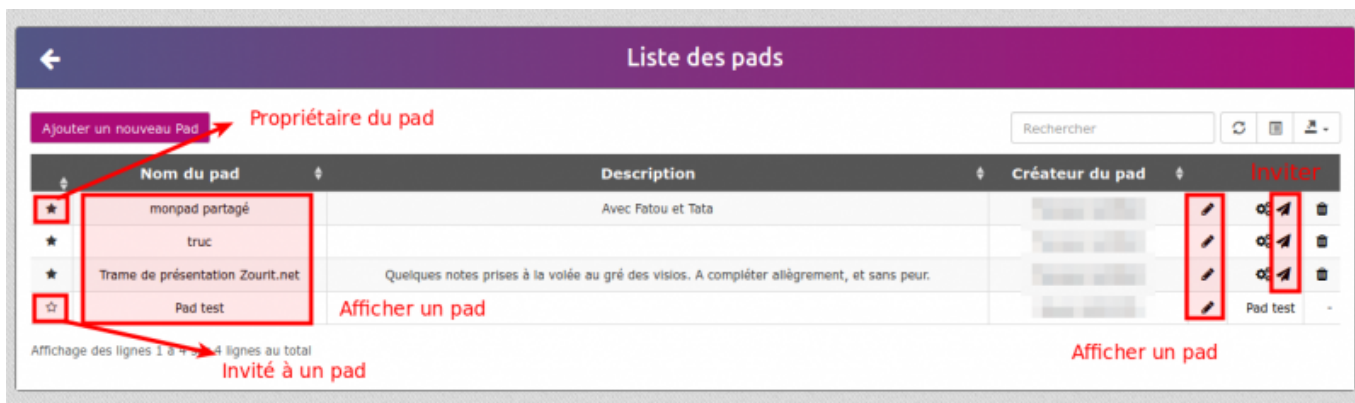 Liste des pads
Ajouter un nouveau Pad
Propriétaire du pad
Rechercher
Nom du pad Description Créateur du pad Inviter
monpad partagé Avec Fatou et Tata
truc
Trame de présentation Zourit.net Quelques notes prises à la volée au gré des visios. A compléter allègrement, et sans peur.
Pad test Afficher un pad Pad test -
Affichage des lignes 1 à 4 4 lignes au total
Afficher un pad
Invité à un pad